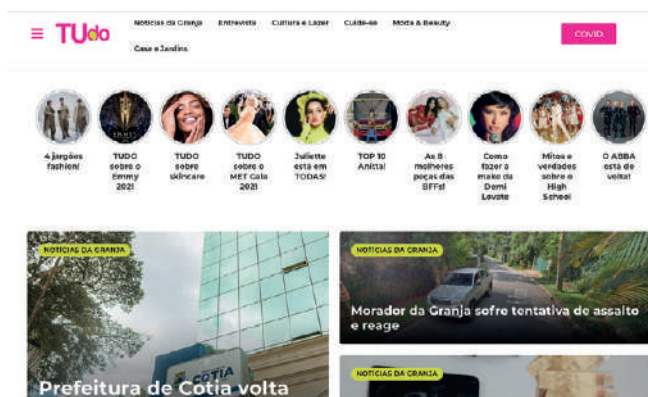 TUdo
Notícias da Granja Entrevista Cultura e Lazer Cuide-se Moda & Beauty
Casa e Jardins
COVID
4 jargões
fashion!
TUDO
sobre o
Emmy
2021
TUDO
sobre
skincare
TUDO
sobre o
MET Gala
2021
Juliette
está em
TODAS!
TOP 10
Anitta!
As 8
melhores
peças das
BFFs!
Como
fazer a
make da
Demi
Lovato
Mitos e
verdades
sobre o
High
School
O ABBA
está de
volta!
NOTÍCIAS DA GRANJA
COTIA
Prefeitura de Cotia volta
NOTÍCIAS DA GRANJA
Morador da Granja sofre tentativa de assalto
e reage
NOTÍCIAS DA GRANJA